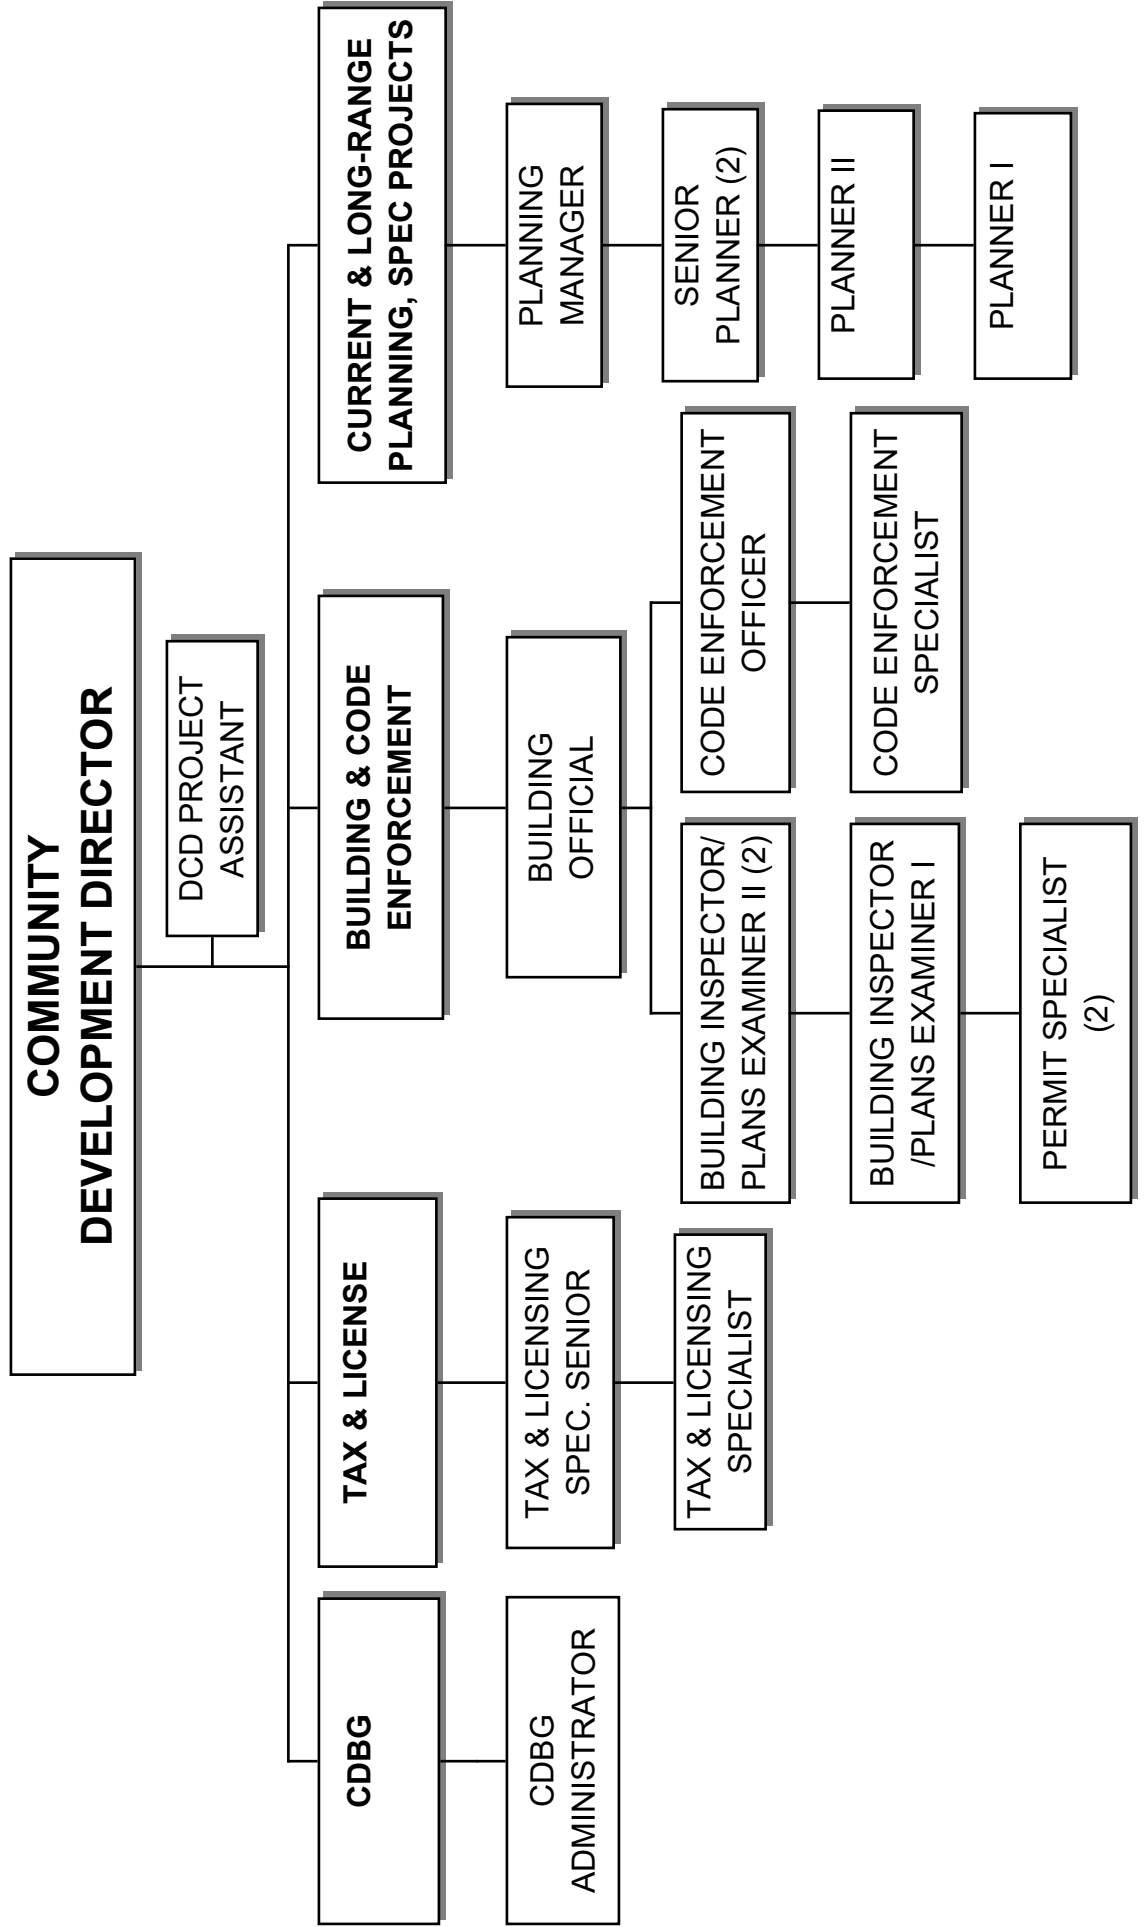 COMMUNITY
DEVELOPMENT DIRECTOR
DCD PROJECT
ASSISTANT
CDBG
CDBG
ADMINISTRATOR
TAX & LICENSE
TAX & LICENSING
SPEC. SENIOR
TAX & LICENSING
SPECIALIST
BUILDING & CODE
ENFORCEMENT
BUILDING
OFFICIAL
BUILDING INSPECTOR/
PLANS EXAMINER II (2)
BUILDING INSPECTOR
/PLANS EXAMINER I
PERMIT SPECIALIST
(2)
CODE ENFORCEMENT
OFFICER
CODE ENFORCEMENT
SPECIALIST
CURRENT & LONG-RANGE
PLANNING, SPEC PROJECTS
PLANNING
MANAGER
SENIOR
PLANNER (2)
PLANNER II
PLANNER I